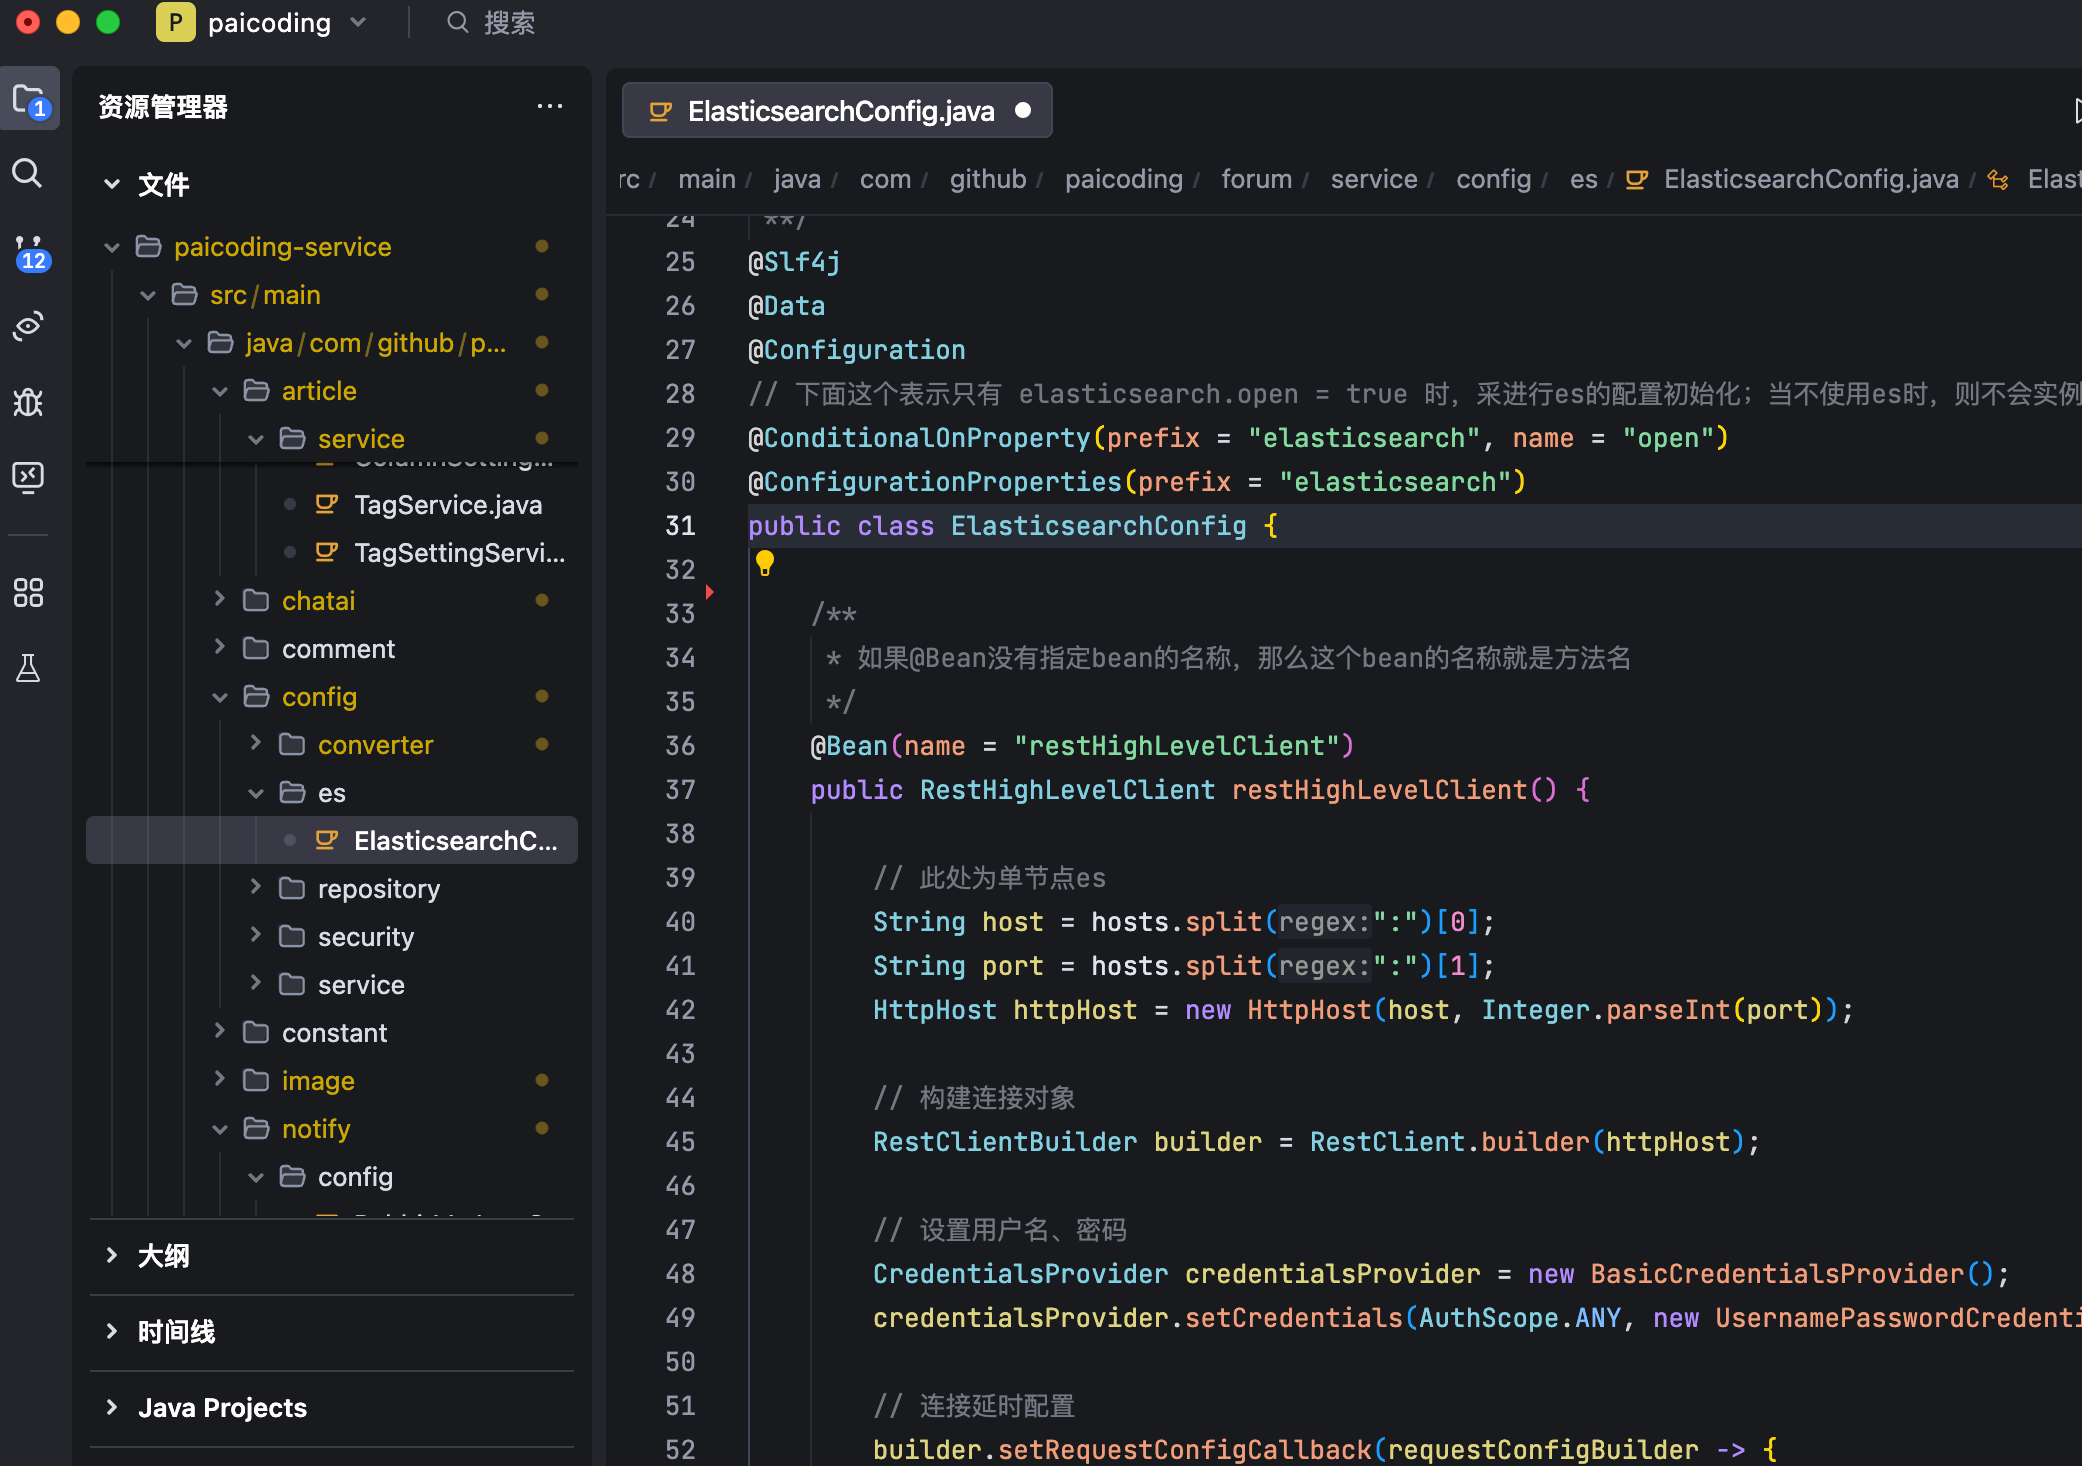 P paicoding 搜索
资源管理器 ...
1
12
文件
paicoding-service
src/main
java/com/github/p...
article
service
TagService.java
TagSettingServi...
chatai
comment
config
converter
es
ElasticsearchC...
repository
security
service
constant
image
notify
config
大纲
时间线
Java Projects
ElasticsearchConfig.java
rc / main / java / com / github / paicoding / forum / service / config / es / ElasticsearchConfig.java / Elast
24 **/
25 @Slf4j
26 @Data
27 @Configuration
28 // 下面这个表示只有 elasticsearch.open = true 时，采进行es的配置初始化；当不使用es时，则不会实例
29 @ConditionalOnProperty(prefix = "elasticsearch", name = "open")
30 @ConfigurationProperties(prefix = "elasticsearch")
31 public class ElasticsearchConfig {
32
33 /**
34 * 如果@Bean没有指定bean的名称，那么这个bean的名称就是方法名
35 */
36 @Bean(name = "restHighLevelClient")
37 public RestHighLevelClient restHighLevelClient() {
38
39 // 此处为单节点es
40 String host = hosts.split(regex:":")[0];
41 String port = hosts.split(regex:":")[1];
42 HttpHost httpHost = new HttpHost(host, Integer.parseInt(port));
43
44 // 构建连接对象
45 RestClientBuilder builder = RestClient.builder(httpHost);
46
47 // 设置用户名、密码
48 CredentialsProvider credentialsProvider = new BasicCredentialsProvider();
49 credentialsProvider.setCredentials(AuthScope.ANY, new UsernamePasswordCredenti
50
51 // 连接延时配置
52 builder.setRequestConfigCallback(requestConfigBuilder -> {